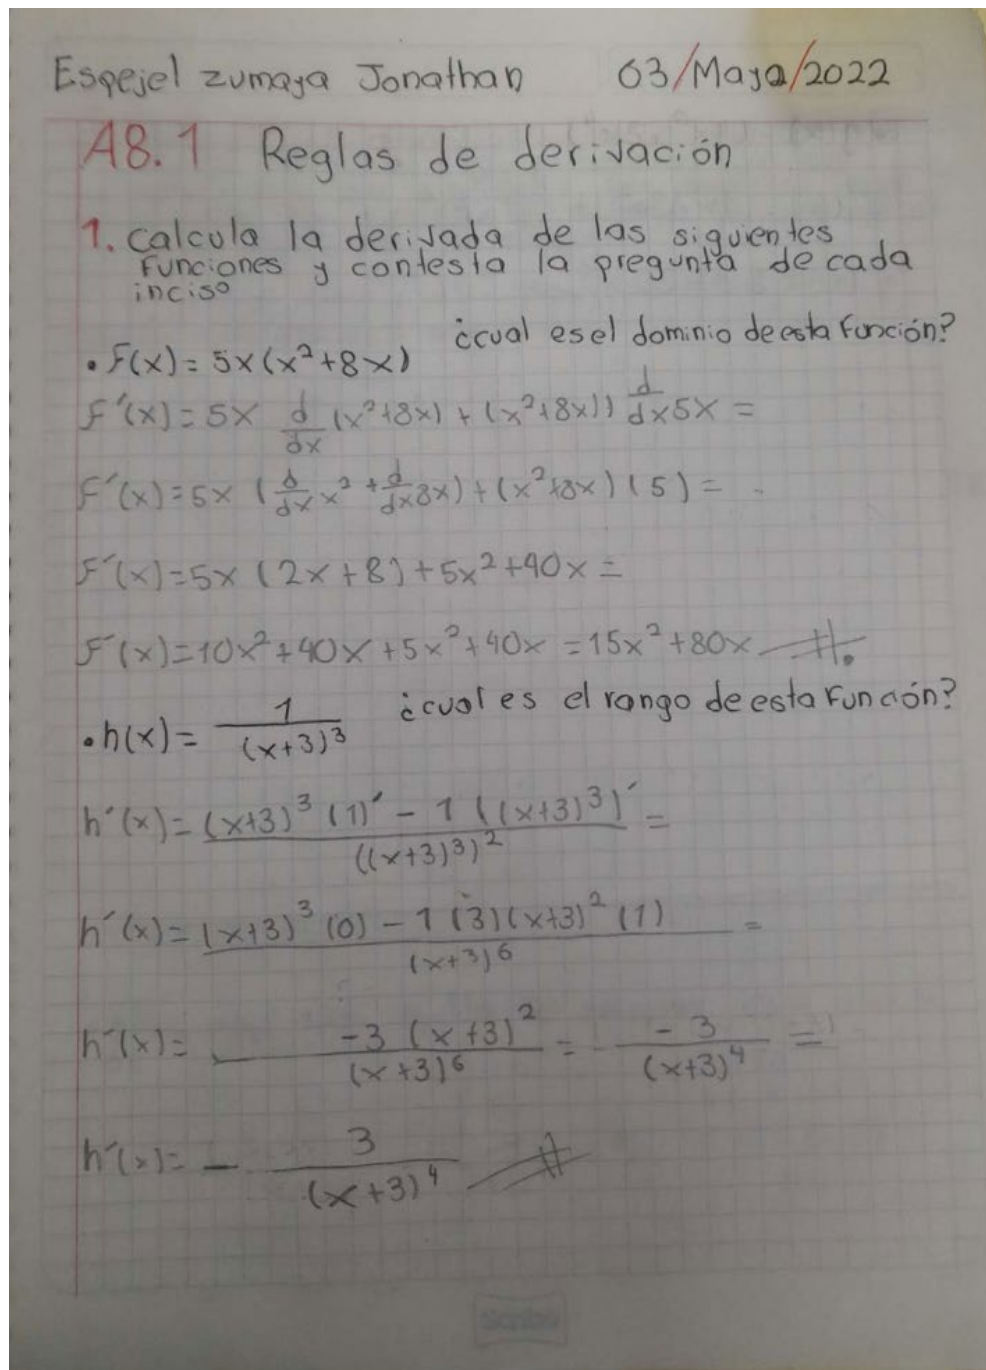 Espejel zumaya Jonathan 03/Mayo/2022
A8.1 Reglas de derivación
1. calcula la derivada de las siguientes
funciones y contesta la pregunta de cada
inciso
¿cual es el dominio de esta función?
• F(x) = 5x(x²+8x)
F'(x) = 5x d/dx (x²+8x) + (x²+8x)) d/dx 5x =
F'(x) = 5x (d/dx x² + d/dx 8x) + (x²+8x) (5) =
F'(x) = 5x (2x+8) + 5x²+40x =
F'(x) = 10x²+40x+5x²+40x = 15x²+80x #.
• h(x) = 1/(x+3)³ ¿cual es el rango de esta Función?
h'(x) = (x+3)³ (1)' - 1 ((x+3)³)' / ((x+3)³)² =
h'(x) = (x+3)³ (0) - 1 (3)(x+3)² (1) / (x+3)⁶ =
h'(x) = -3 (x+3)² / (x+3)⁶ = -3 / (x+3)⁴ =
h'(x) = - 3 / (x+3)⁴ #
Scribe